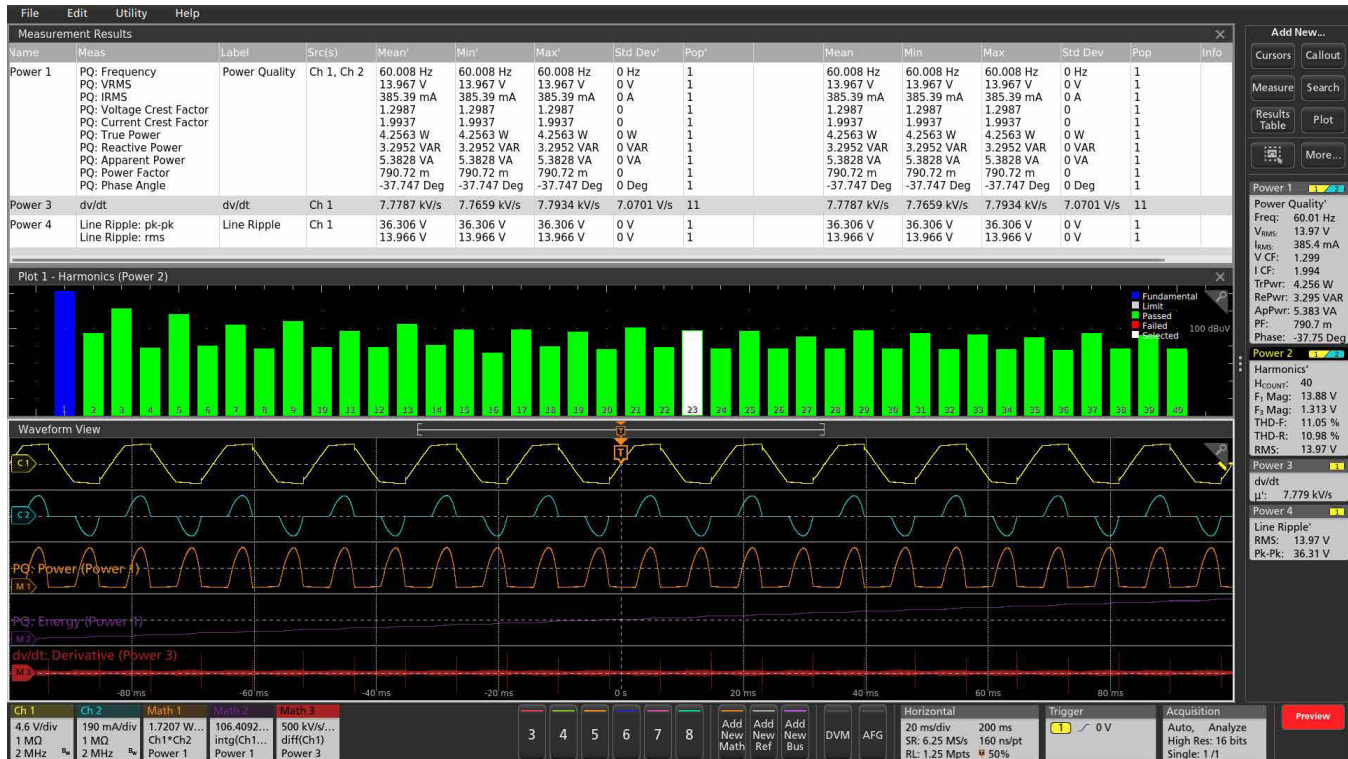 File Edit Utility Help
Measurement Results
Name Meas Label Src(s) Mean' Min' Max' Std Dev' Pop' Mean Min Max Std Dev Pop Info
Power 1 PQ: Frequency Power Quality Ch 1, Ch 2 60.008 Hz 60.008 Hz 60.008 Hz 0 Hz 1 60.008 Hz 60.008 Hz 60.008 Hz 0 Hz 1
PQ: VRMS 13.967 V 13.967 V 13.967 V 0 V 1 13.967 V 13.967 V 13.967 V 0 V 1
PQ: IRMS 385.39 mA 385.39 mA 385.39 mA 0 A 1 385.39 mA 385.39 mA 385.39 mA 0 A 1
PQ: Voltage Crest Factor 1.2987 1.2987 1.2987 0 1 1.2987 1.2987 1.2987 0 1
PQ: Current Crest Factor 1.9937 1.9937 1.9937 0 1 1.9937 1.9937 1.9937 0 1
PQ: True Power 4.2563 W 4.2563 W 4.2563 W 0 W 1 4.2563 W 4.2563 W 4.2563 W 0 W 1
PQ: Reactive Power 3.2952 VAR 3.2952 VAR 3.2952 VAR 0 VAR 1 3.2952 VAR 3.2952 VAR 3.2952 VAR 0 VAR 1
PQ: Apparent Power 5.3828 VA 5.3828 VA 5.3828 VA 0 VA 1 5.3828 VA 5.3828 VA 5.3828 VA 0 VA 1
PQ: Power Factor 790.72 m 790.72 m 790.72 m 0 1 790.72 m 790.72 m 790.72 m 0 1
PQ: Phase Angle -37.747 Deg -37.747 Deg -37.747 Deg 0 Deg 1 -37.747 Deg -37.747 Deg -37.747 Deg 0 Deg 1
Power 3 dv/dt dv/dt Ch 1 7.7787 kV/s 7.7659 kV/s 7.7934 kV/s 7.0701 V/s 11 7.7787 kV/s 7.7659 kV/s 7.7934 kV/s 7.0701 V/s 11
Power 4 Line Ripple: pk-pk Line Ripple Ch 1 36.306 V 36.306 V 36.306 V 0 V 1 36.306 V 36.306 V 36.306 V 0 V 1
Line Ripple: rms 13.966 V 13.966 V 13.966 V 0 V 1 13.966 V 13.966 V 13.966 V 0 V 1
Plot 1 - Harmonics (Power 2)
Fundamental
Limit
Passed
Failed
Selected
100 dBuV
1 2 3 4 5 6 7 8 9 10 11 12 13 14 15 16 17 18 19 20 21 22 23 24 25 26 27 28 29 30 31 32 33 34 35 36 37 38 39 40
Waveform View
T
T
C 1
C 2
PQ: Power (Power 1)
M 1
PQ: Energy (Power 1)
M 2
dv/dt: Derivative (Power 3)
M 3
-80 ms -60 ms -40 ms -20 ms 0 s 20 ms 40 ms 60 ms 80 ms
Add New...
Cursors Callout
Measure Search
Results Table Plot
More...
Power 1 1 2
Power Quality'
Freq: 60.01 Hz
VRMS: 13.97 V
IRMS: 385.4 mA
V CF: 1.299
I CF: 1.994
TrPwr: 4.256 W
RePwr: 3.295 VAR
ApPwr: 5.383 VA
PF: 790.7 m
Phase: -37.75 Deg
Power 2 1 2
Harmonics'
HCOUNT: 40
F1 Mag: 13.88 V
F3 Mag: 1.313 V
THD-F: 11.05 %
THD-R: 10.98 %
RMS: 13.97 V
Power 3 1
dv/dt
µ': 7.779 kV/s
Power 4 1
Line Ripple'
RMS: 13.97 V
Pk-Pk: 36.31 V
Ch 1
4.6 V/div
1 MΩ
2 MHz BW
Ch 2
190 mA/div
1 MΩ
2 MHz BW
Math 1
1.7207 W...
Ch1*Ch2
Power 1
Math 2
106.4092...
intg(Ch1...
Power 1
Math 3
500 kV/s...
diff(Ch1)
Power 3
3 4 5 6 7 8
Add New Math
Add New Ref
Add New Bus
DVM AFG
Horizontal
20 ms/div 200 ms
SR: 6.25 MS/s 160 ns/pt
RL: 1.25 Mpts 50%
Trigger
1 0 V
Acquisition
Auto, Analyze
High Res: 16 bits
Single: 1 /1
Preview